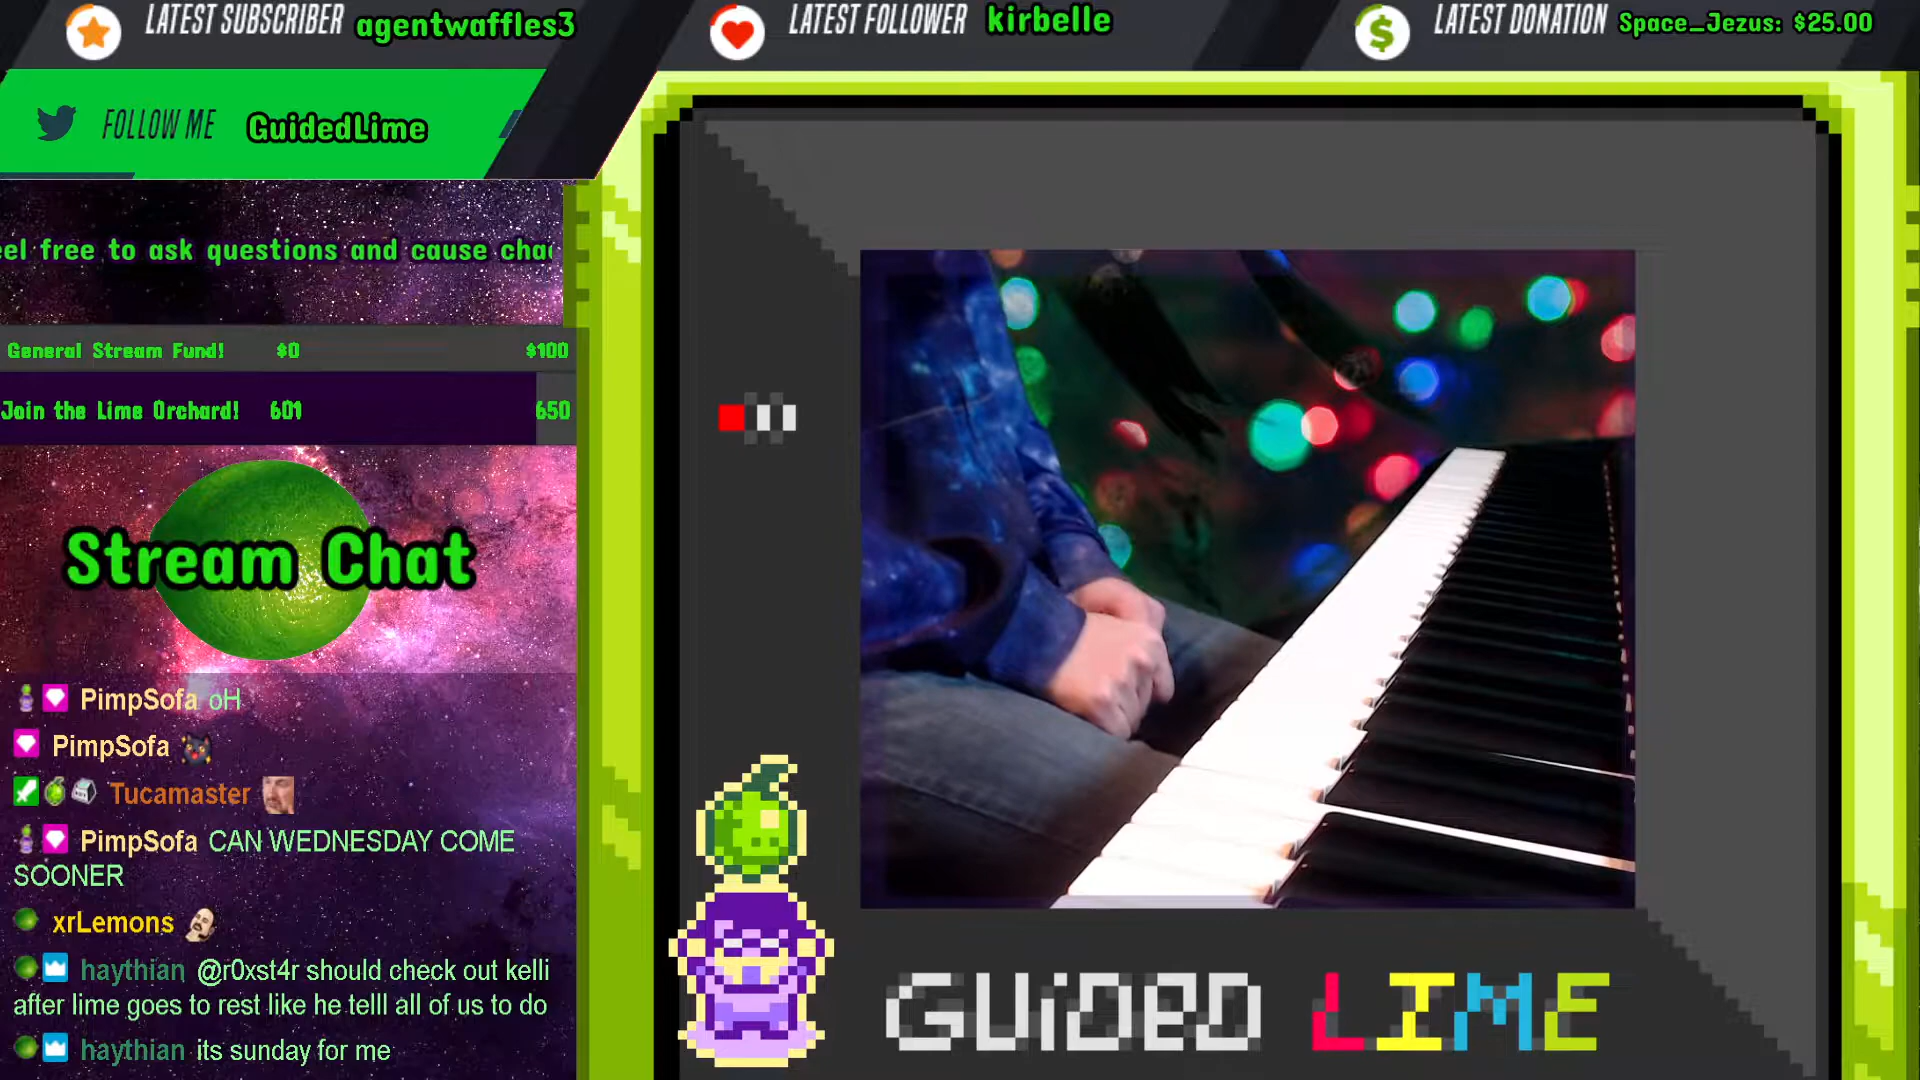 LATEST SUBSCRIBER agentwaffles3
LATEST FOLLOWER kirbelle
LATEST DONATION Space_Jezus: $25.00
FOLLOW ME GuidedLime
eel free to ask questions and cause
General Stream Fund! $0 $100
Join the Lime Orchard! 601 650
Stream Chat
PimpSofa oH
PimpSofa
Tucamaster
PimpSofa CAN WEDNESDAY COME
SOONER
xrLemons
haythian @r0xst4r should check out kelli
after lime goes to rest like he telll all of us to do
haythian its sunday for me
GUiDED LIME